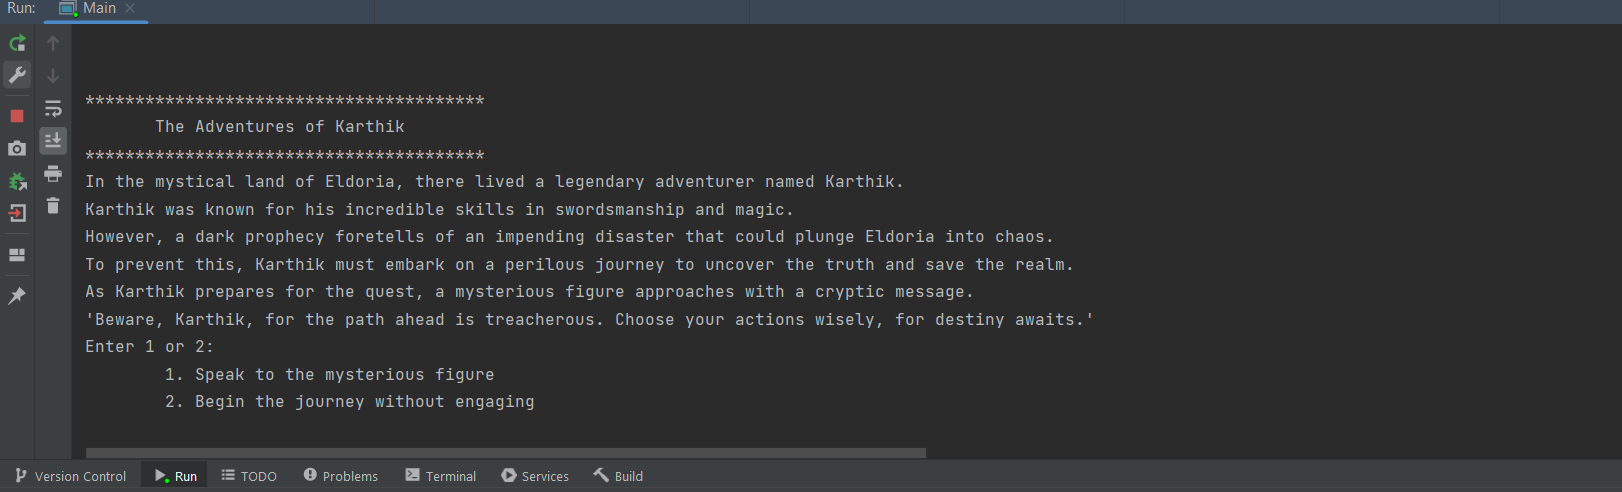 Run: Main
****************************************
The Adventures of Karthik
****************************************
In the mystical land of Eldoria, there lived a legendary adventurer named Karthik.
Karthik was known for his incredible skills in swordsmanship and magic.
However, a dark prophecy foretells of an impending disaster that could plunge Eldoria into chaos.
To prevent this, Karthik must embark on a perilous journey to uncover the truth and save the realm.
As Karthik prepares for the quest, a mysterious figure approaches with a cryptic message.
'Beware, Karthik, for the path ahead is treacherous. Choose your actions wisely, for destiny awaits.'
Enter 1 or 2:
1. Speak to the mysterious figure
2. Begin the journey without engaging
Version Control Run TODO Problems Terminal Services Build